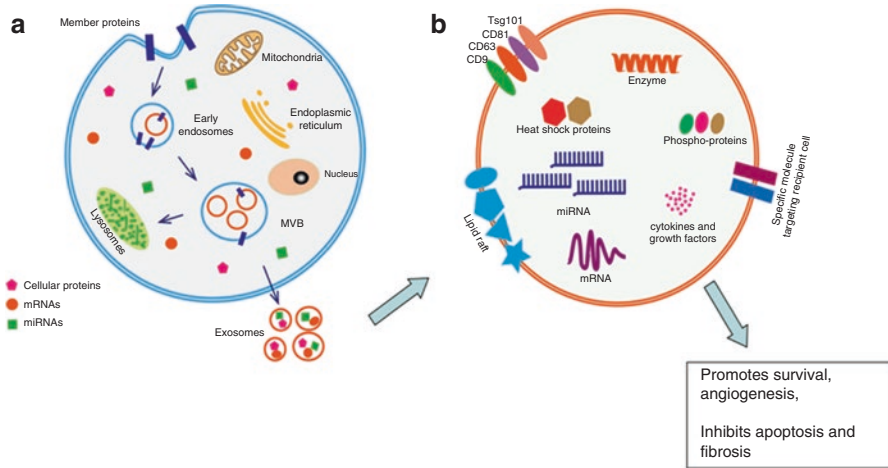 a
Member proteins
Mitochondria
Early
endosomes
Endoplasmic
reticulum
Nucleus
Lysosomes
MVB
Cellular proteins
mRNAs
miRNAs
Exosomes
b
Tsg101
CD81
CD63
CD9
Enzyme
Heat shock proteins
Phospho-proteins
miRNA
cytokines and
growth factors
mRNA
Lipid raft
Specific molecule
targeting recipient cell
Promotes survival,
angiogenesis,
Inhibits apoptosis and
fibrosis